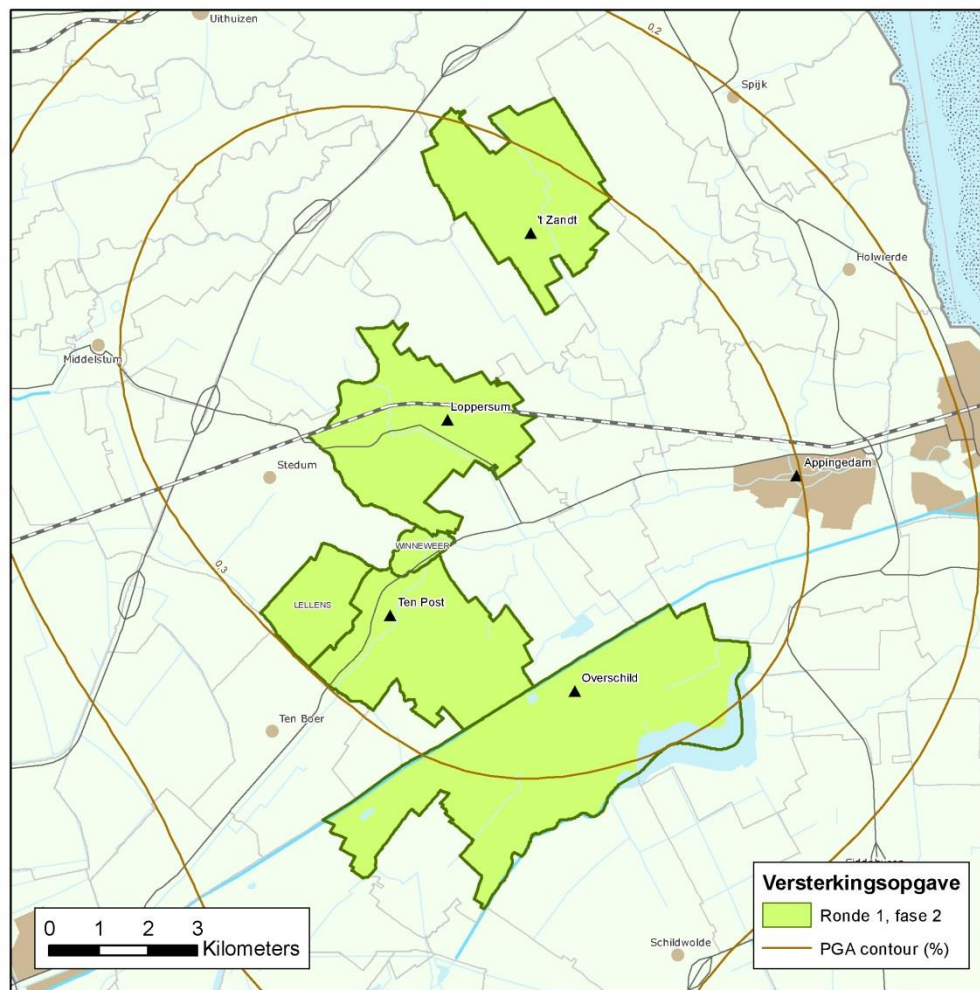 Uithuizen
0,2
Spijk
't Zandt
Holwierde
Middelstum
Loppersum
Stedum
Appingedam
WINNEWEER
0,3
LELLENS
Ten Post
Overschild
Ten Boer
Schildwolde
0 1 2 3
Kilometers
Versterkingsopgave
Ronde 1, fase 2
PGA contour (%)